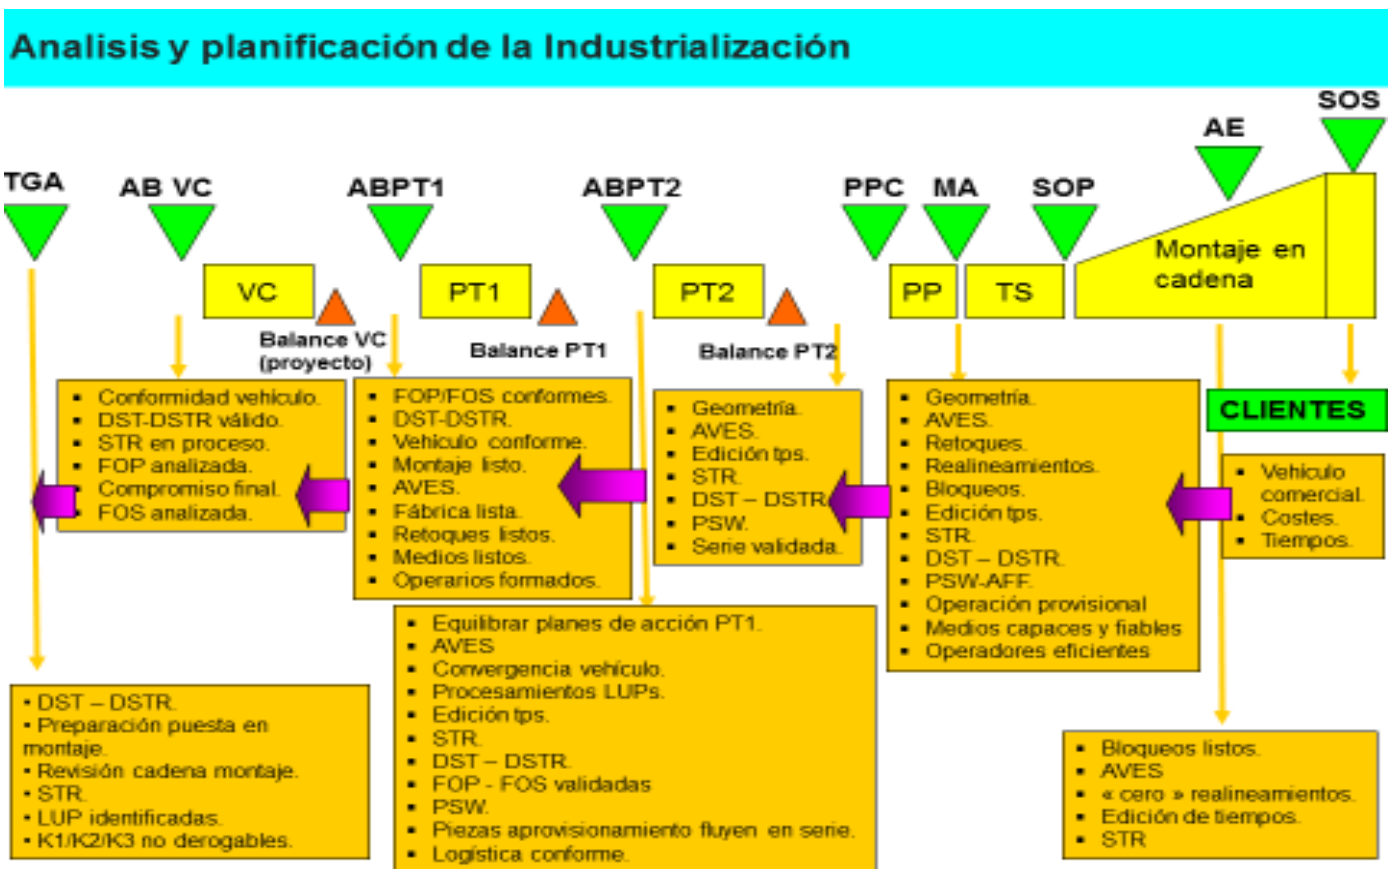 Analisis y planificación de la Industrialización
SOS
AE
TGA
AB VC
ABPT1
ABPT2
PPC
MA
SOP
VC
PT1
PT2
PP
TS
Montaje en
cadena
Balance VC
(proyecto)
Balance PT1
Balance PT2
▪ Conformidad vehículo.
▪ DST-DSTR válido.
▪ STR en proceso.
▪ FOP analizada.
▪ Compromiso final.
▪ FOS analizada.
▪ FOP/FOS conformes.
▪ DST-DSTR.
▪ Vehículo conforme.
▪ Montaje listo.
▪ AVES.
▪ Fábrica lista.
▪ Retoques listos.
▪ Medios listos.
▪ Operarios formados.
▪ Geometría.
▪ AVES.
▪ Edición tps.
▪ STR.
▪ DST – DSTR
▪ PSW.
▪ Serie validada.
▪ Geometría.
▪ AVES.
▪ Retoques.
▪ Realineamientos.
▪ Bloqueos.
▪ Edición tps.
▪ STR.
▪ DST – DSTR.
▪ PSW-AFF.
▪ Operación provisional
▪ Medios capaces y fiables
▪ Operadores eficientes
CLIENTES
▪ Vehículo
comercial.
▪ Costes.
▪ Tiempos.
• DST – DSTR.
• Preparación puesta en
montaje.
• Revisión cadena montaje.
• STR.
• LUP identificadas.
• K1/K2/K3 no derogables.
▪ Equilibrar planes de acción PT1.
▪ AVES
▪ Convergencia vehículo.
▪ Procesamientos LUPs.
▪ Edición tps.
▪ STR.
▪ DST – DSTR.
▪ FOP - FOS validadas
▪ PSW.
▪ Piezas aprovisionamiento fluyen en serie.
▪ Logística conforme.
▪ Bloqueos listos.
▪ AVES
▪ « cero » realineamientos.
▪ Edición de tiempos.
▪ STR